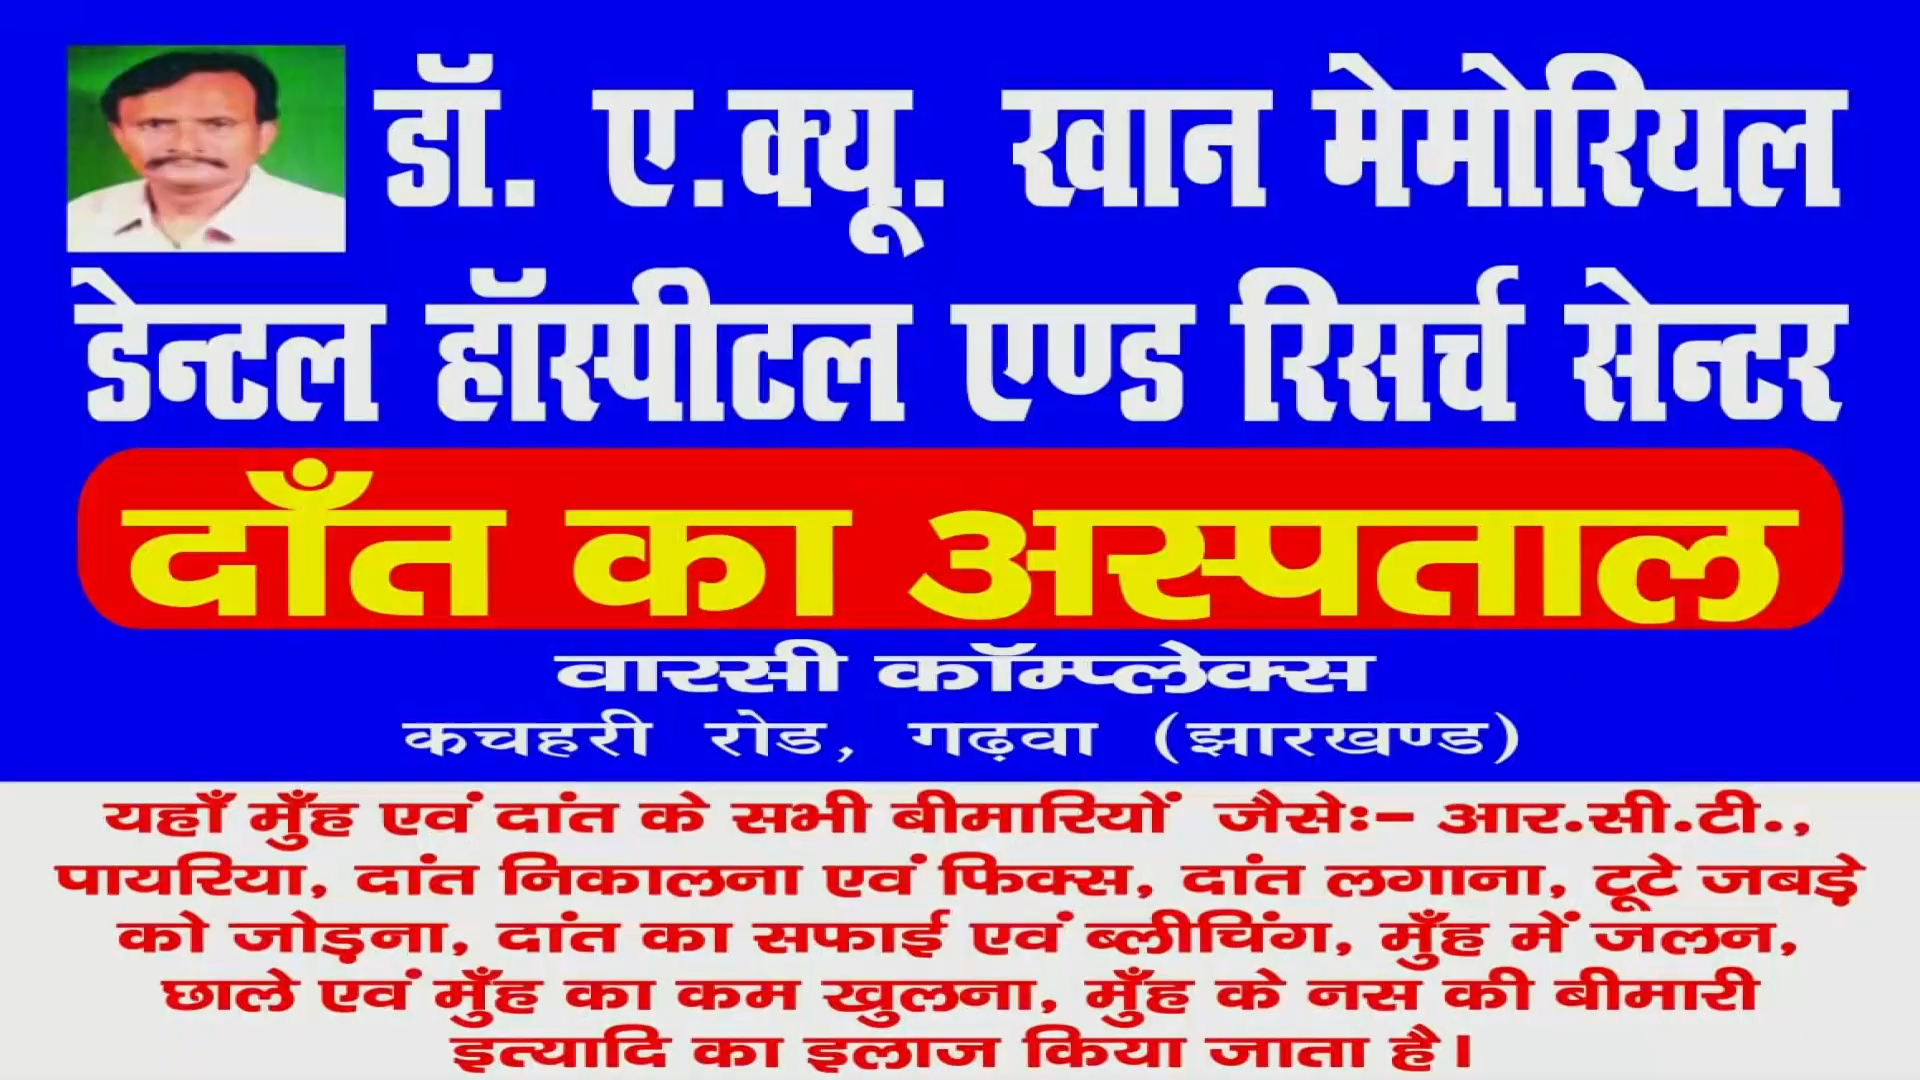 डॉ. ए.क्यू. खान मेमोरियल
डेन्टल हॉस्पीटल एण्ड रिसर्च सेन्टर
दाँत का अस्पताल
वारसी कॉम्प्लेक्स
कचहरी रोड, गढ़वा (झारखण्ड)
यहाँ मुँह एवं दांत के सभी बीमारियों जैसेः- आर.सी.टी.,
पायरिया, दांत निकालना एवं फिक्स, दांत लगाना, टूटे जबड़े
को जोड़ना, दांत का सफाई एवं ब्लीचिंग, मुँह में जलन,
छाले एवं मुँह का कम खुलना, मुँह के नस की बीमारी
इत्यादि का इलाज किया जाता है।